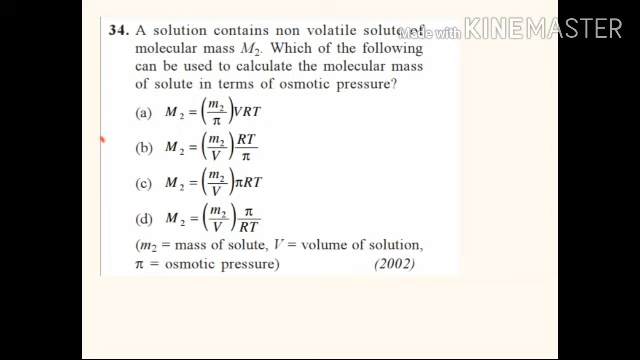 34. A solution contains non volatile solute of
Made with KINEMASTER
molecular mass M₂. Which of the following
can be used to calculate the molecular mass
of solute in terms of osmotic pressure?
(a) M₂ = (m₂/π)VRT
(b) M₂ = (m₂/V) RT/π
(c) M₂ = (m₂/V)πRT
(d) M₂ = (m₂/V) π/RT
(m₂ = mass of solute, V = volume of solution,
π = osmotic pressure) (2002)